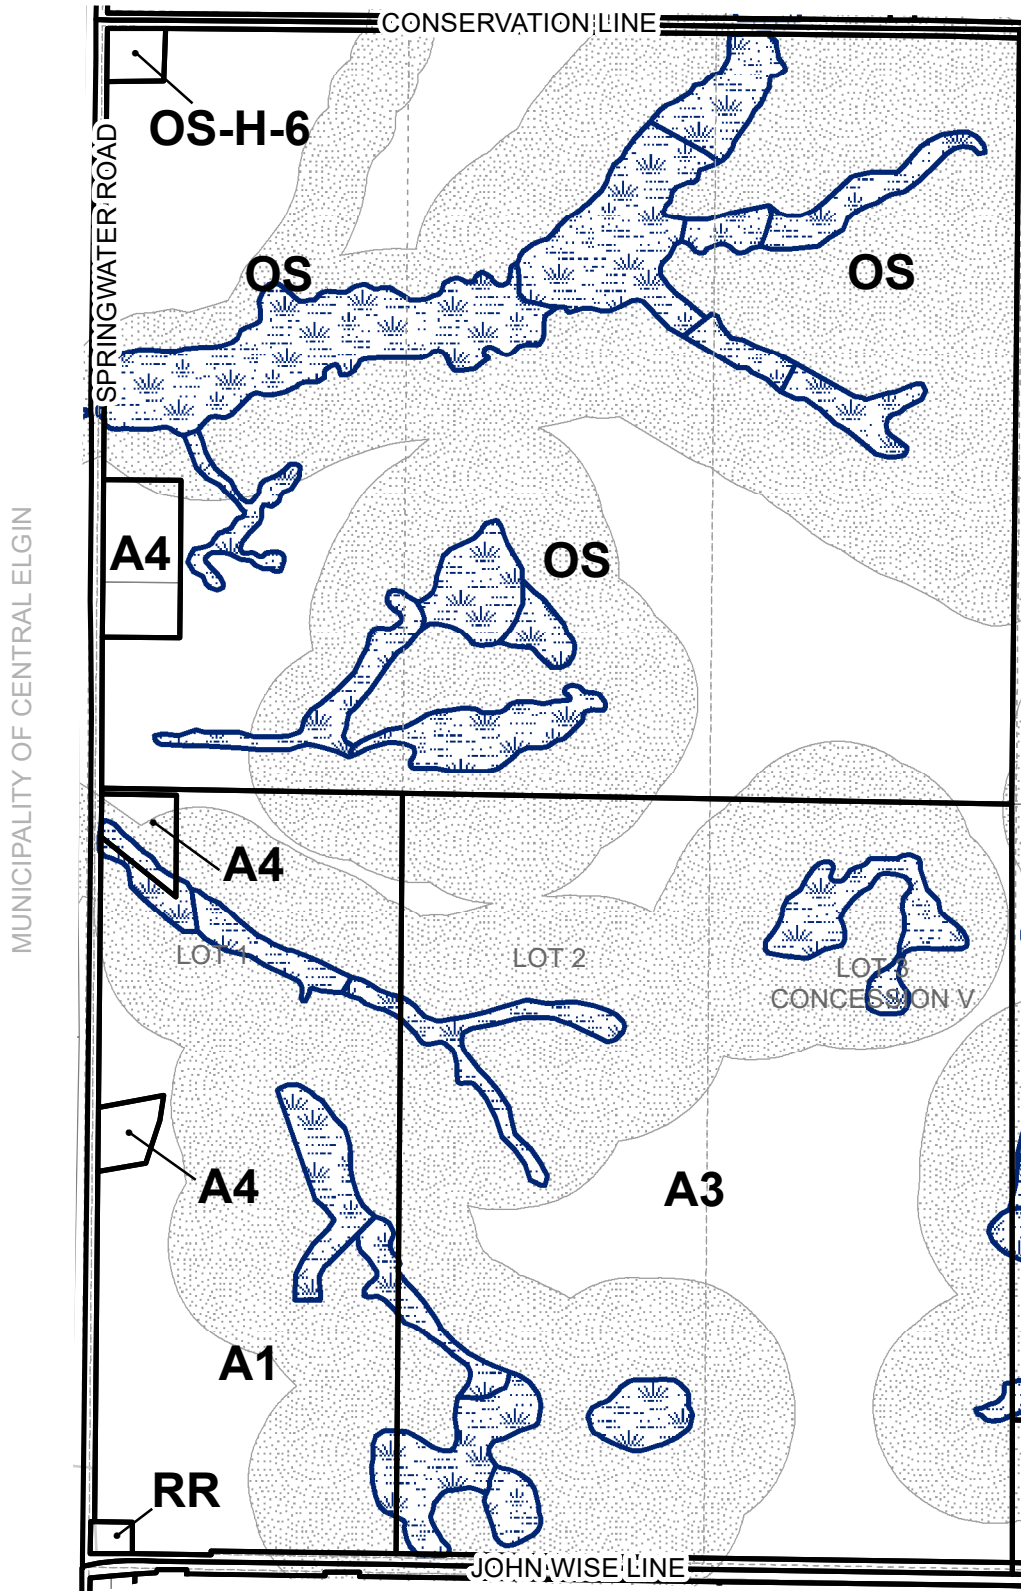 CONSERVATION LINE
OS-H-6
SPRINGWATER ROAD
OS
OS
A4
OS
MUNICIPALITY OF CENTRAL ELGIN
A4
LOT 1
LOT 2
LOT 3
CONCESSION V
A4
A3
A1
RR
JOHN WISE LINE